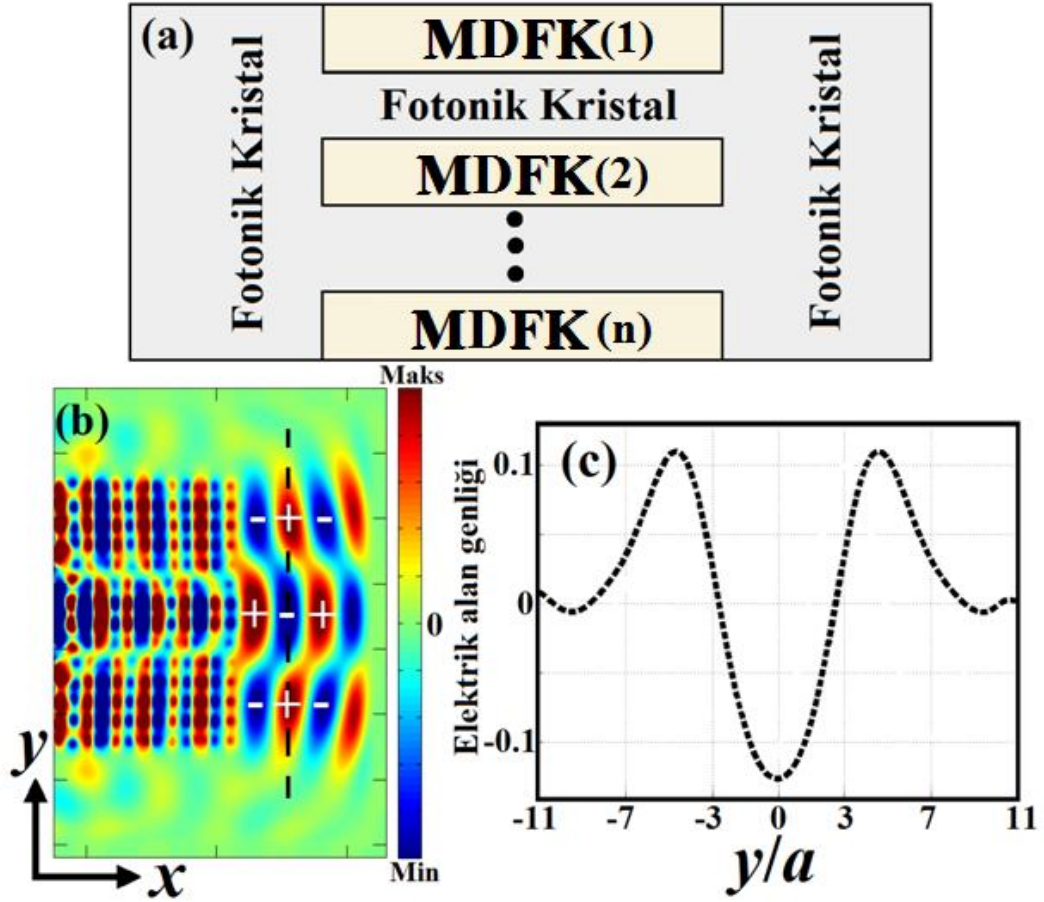 (a)
MDFK(1)
Fotonik Kristal
Fotonik Kristal
MDFK(2)
Fotonik Kristal
MDFK(n)
(b)
Maks
0
Min
- + -
+ - +
- + -
y
x
(c)
Elektrik alan genliği
0.1
0
-0.1
-11 -7 -3 0 3 7 11
y/a